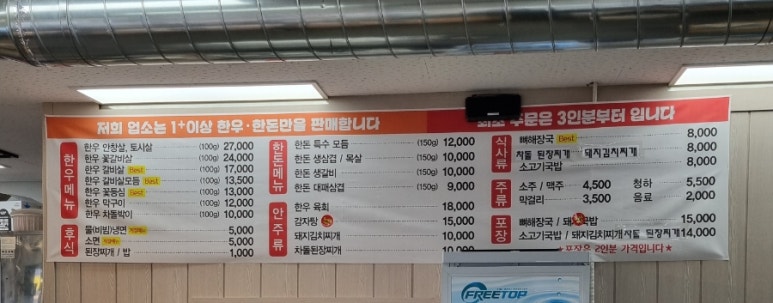 저희 업소는 1+이상 한우·한돈만을 판매합니다
주문은 3인분부터 입니다
한우메뉴
한우 안창살, 토시살 (100g) 27,000
한우 꽃갈비살 (100g) 24,000
한우 갈비살 Best (100g) 17,000
한우 갈비살모듬 Best (100g) 13,500
한우 꽃등심 Best (100g) 13,000
한우 막구이 (100g) 12,000
한우 차돌박이 (100g) 10,000
후식
물(비빔)냉면 5,000
소면 5,000
된장찌개 / 밥 1,000
한돈메뉴
한돈 특수 모듬 (150g) 12,000
한돈 생삼겹 / 목살 (150g) 10,000
한돈 생갈비 (150g) 10,000
한돈 대패삼겹 (150g) 9,000
안주류
한우 육회 18,000
감자탕 15,000
돼지김치찌개 10,000
차돌된장찌개 10,000
식사류
뼈해장국 Best 8,000
차돌 된장찌개 돼지김치찌개 8,000
소고기국밥 8,000
주류
소주 / 맥주 4,500 청하 5,500
막걸리 3,500 음료 2,000
포장
뼈해장국 / 15,000
소고기국밥 / 돼지김치찌개 차돌 된장찌개 14,000
★포장은 2인분 가격입니다★
FREETOP